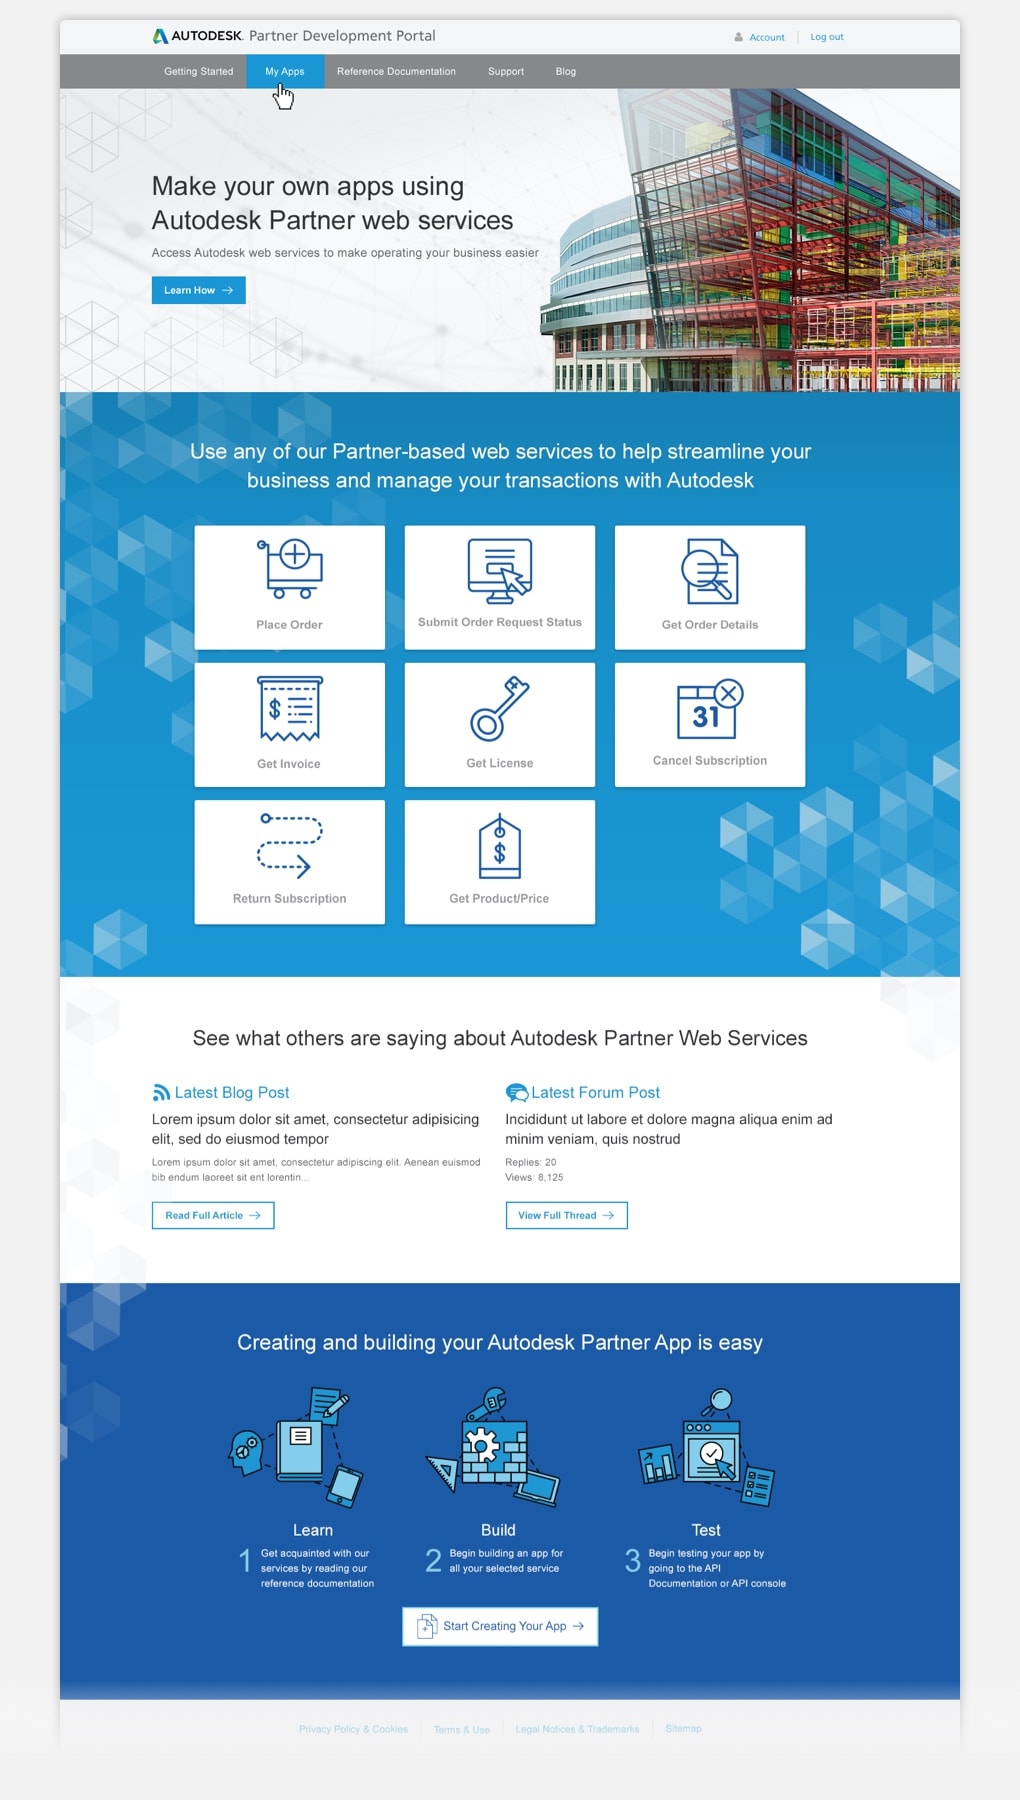 AUTODESK. Partner Development Portal
Account
Log out
Getting Started
My Apps
Reference Documentation
Support
Blog
Make your own apps using
Autodesk Partner web services
Access Autodesk web services to make operating your business easier
Learn How
Use any of our Partner-based web services to help streamline your
business and manage your transactions with Autodesk
Place Order
Submit Order Request Status
Get Order Details
$
31
Get Invoice
Get License
Cancel Subscription
$
Return Subscription
Get Product/Price
See what others are saying about Autodesk Partner Web Services
Latest Blog Post
Lorem ipsum dolor sit amet, consectetur adipisicing
elit, sed do eiusmod tempor
Lorem ipsum dolor sit amet, consectetur adipiscing elit. Aenean euismod
bib endum laoreet sit ent lorentin...
Read Full Article
Latest Forum Post
Incididunt ut labore et dolore magna aliqua enim ad
minim veniam, quis nostrud
Replies: 20
Views: 8,125
View Full Thread
Creating and building your Autodesk Partner App is easy
Learn
1
Get acquainted with our
services by reading our
reference documentation
Build
2
Begin building an app for
all your selected service
Test
3
Begin testing your app by
going to the API
Documentation or API console
Start Creating Your App
Privacy Policy & Cookies
Terms & Use
Legal Notices & Trademarks
Sitemap